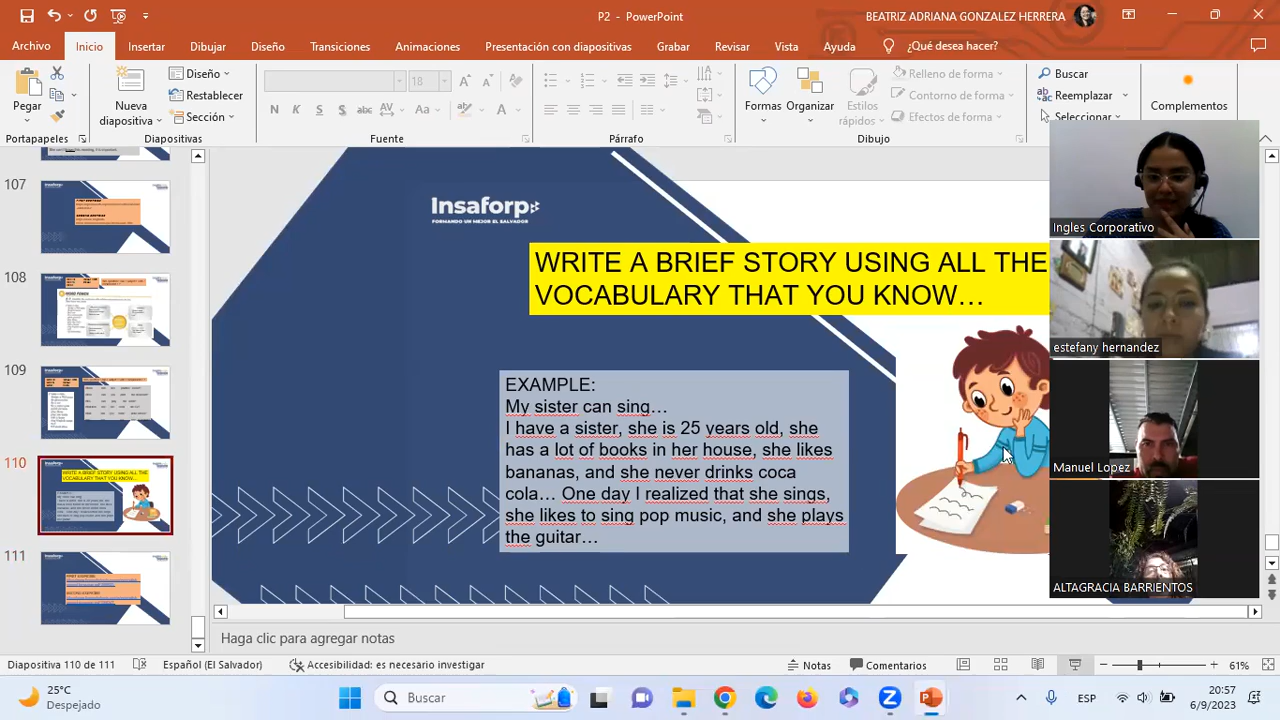 P2 - PowerPoint
BEATRIZ ADRIANA GONZALEZ HERRERA
Archivo Inicio Insertar Dibujar Diseño Transiciones Animaciones Presentación con diapositivas Grabar Revisar Vista Ayuda ¿Qué desea hacer?
Pegar
Portapapeles
Nueva
diapositiva
Diseño
Restablecer
Sección
Diapositivas
18
N K S abc AV Aa A
Fuente
Párrafo
Formas
Organizar
Estilos
rápidos
Relleno de forma
Contorno de forma
Efectos de forma
Dibujo
Buscar
Reemplazar
Seleccionar
Complementos
Complementos
107
108
109
110
111
Insaforp
FORMANDO UN MEJOR EL SALVADOR
WRITE A BRIEF STORY USING ALL THE
VOCABULARY THAT YOU KNOW…
EXAMPLE:
My sister can sing…
I have a sister, she is 25 years old, she
has a lot of books in her house, she likes
bananas, and she never drinks coca
cola… One day I realized that she sings,
she likes to sing pop music, and she plays
the guitar…
Ingles Corporativo
estefany hernandez
Manuel Lopez
ALTAGRACIA BARRIENTOS
Haga clic para agregar notas
Diapositiva 110 de 111
Español (El Salvador)
Accesibilidad: es necesario investigar
Notas
Comentarios
61%
25°C
Despejado
Buscar
ESP
20:57
6/9/2023